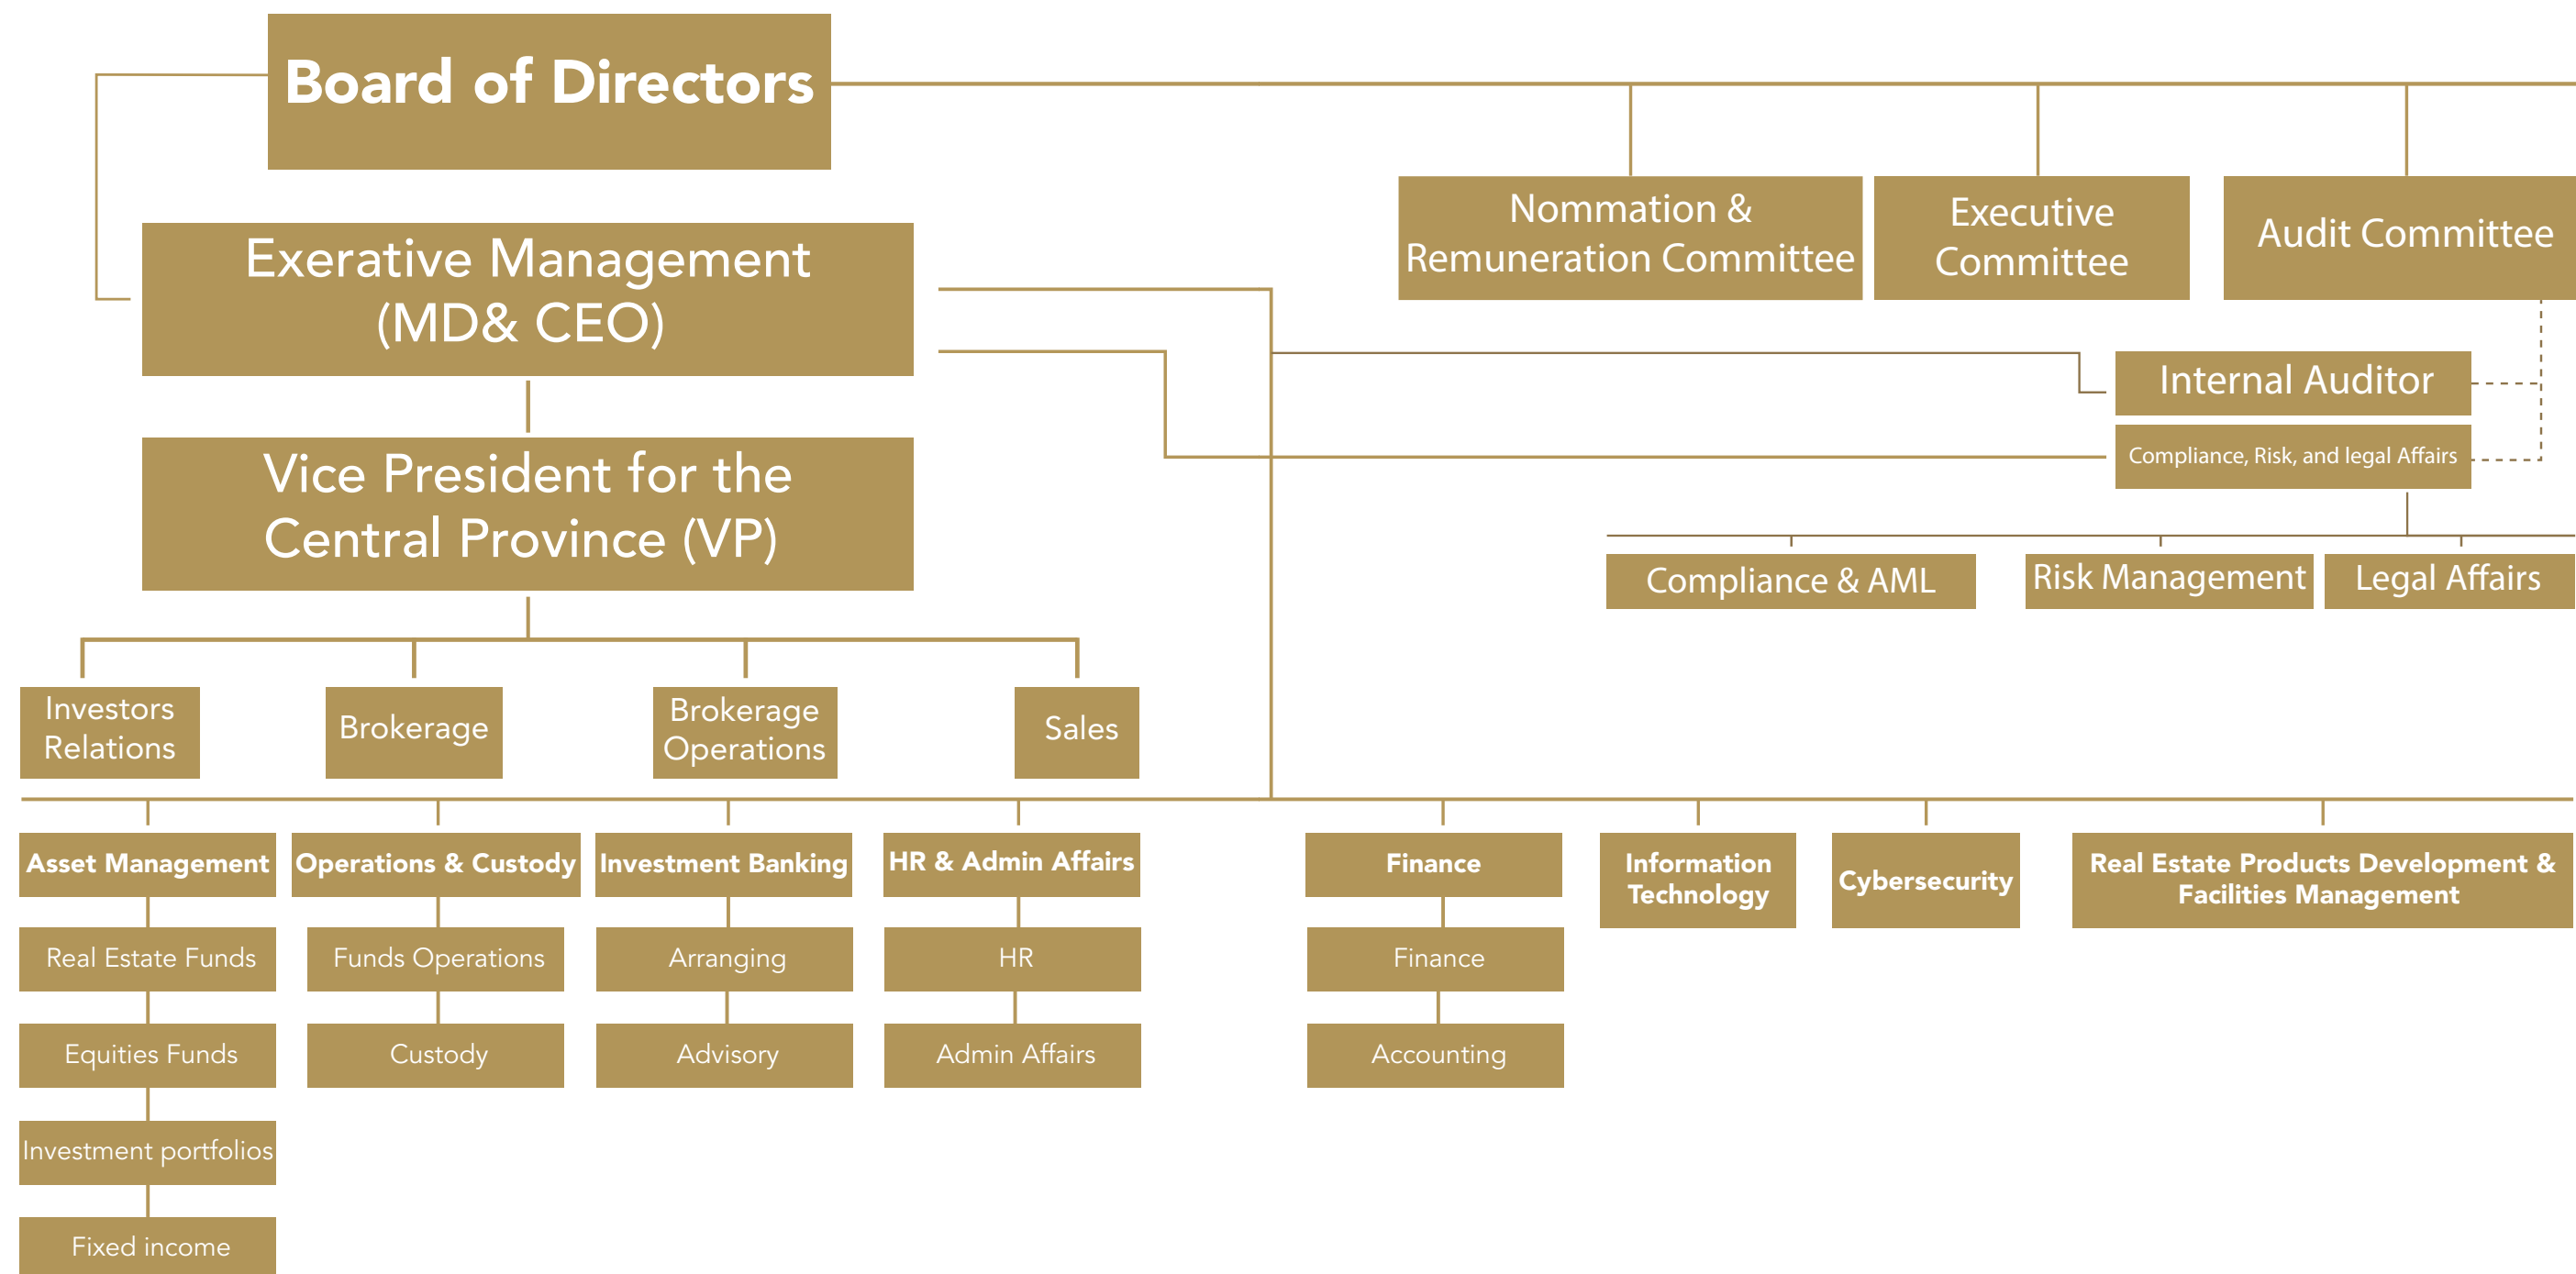 Board of Directors
Nommation &
Remuneration Committee
Executive
Committee
Audit Committee
Exerative Management
(MD& CEO)
Internal Auditor
Compliance, Risk, and legal Affairs
Vice President for the
Central Province (VP)
Compliance & AML
Risk Management
Legal Affairs
Investors
Relations
Brokerage
Brokerage
Operations
Sales
Asset Management
Operations & Custody
Investment Banking
HR & Admin Affairs
Finance
Information
Technology
Cybersecurity
Real Estate Products Development &
Facilities Management
Real Estate Funds
Funds Operations
Arranging
HR
Finance
Equities Funds
Custody
Advisory
Admin Affairs
Accounting
Investment portfolios
Fixed income